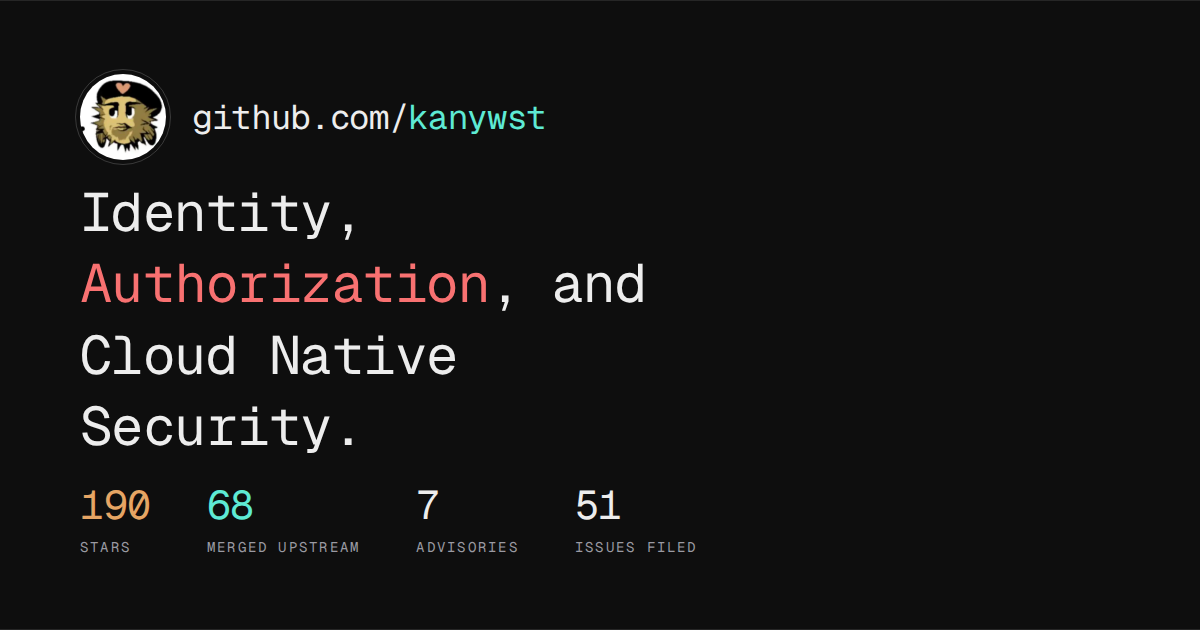 github.com/kanywst
Identity,
Authorization, and
Cloud Native
Security.
190 68 7 51
STARS MERGED UPSTREAM ADVISORIES ISSUES FILED